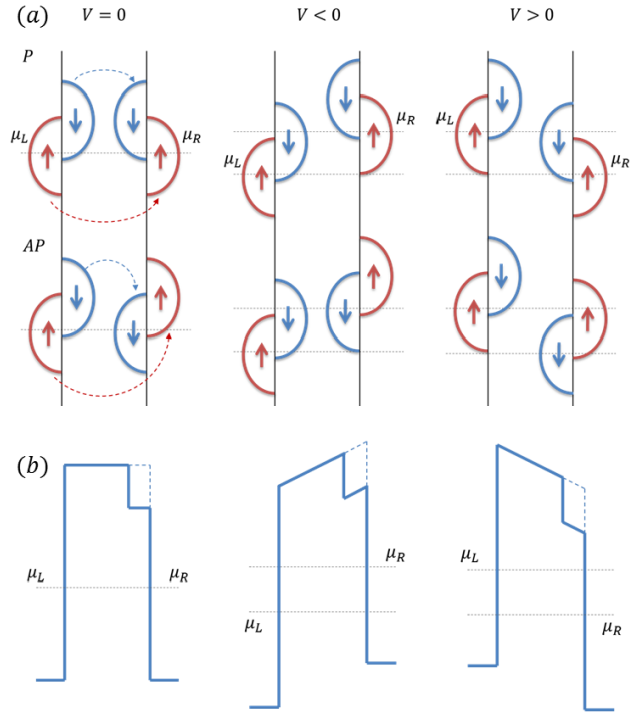 (a) V = 0 V < 0 V > 0
P
μL μR μL μR μL μR
AP
(b)
μL μR μL μR μL μR